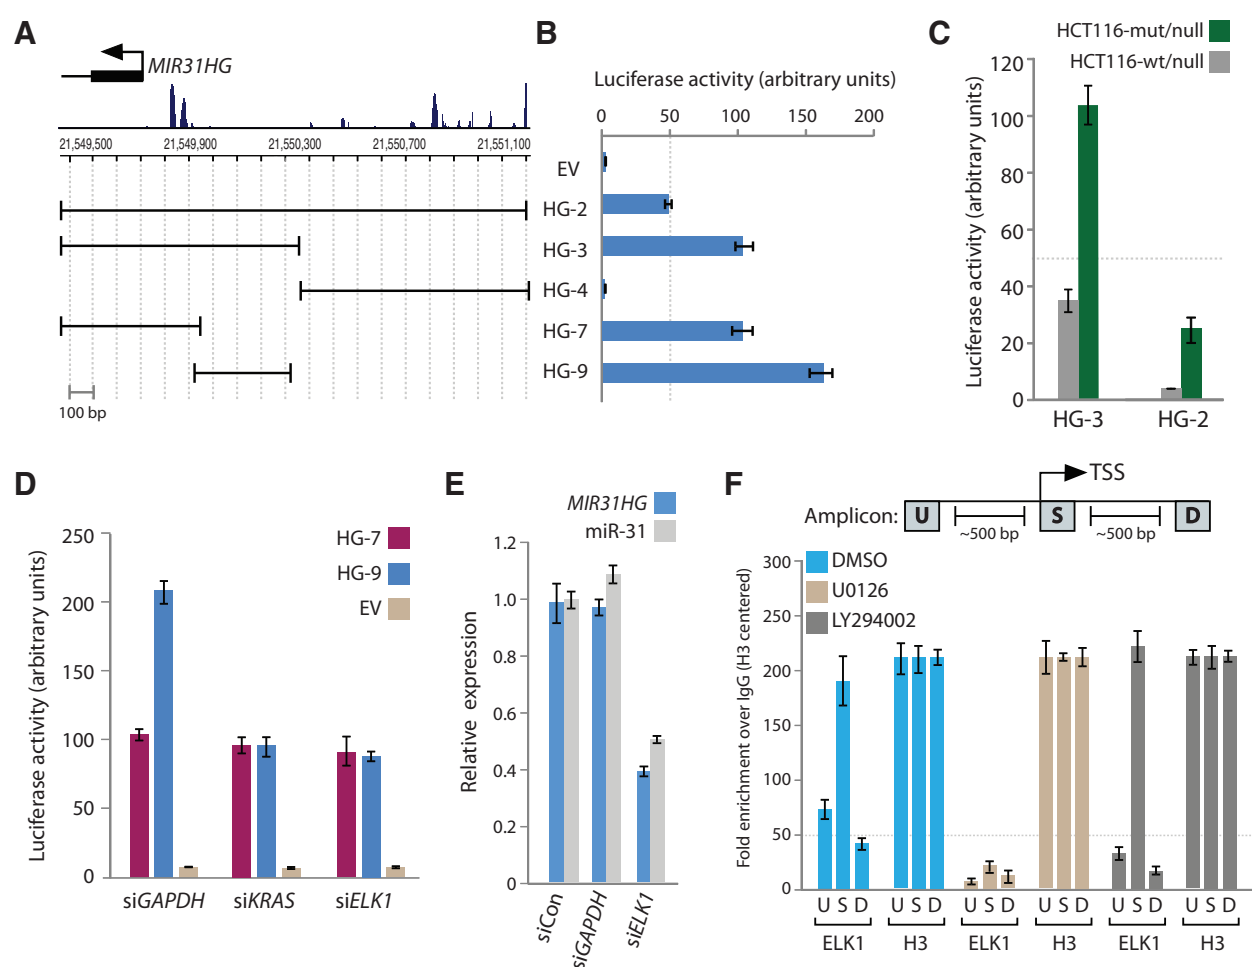 A
MIR31HG
21,549,500 21,549,900 21,550,300 21,550,700 21,551,100
100 bp
B
Luciferase activity (arbitrary units)
0 50 100 150 200
EV
HG-2
HG-3
HG-4
HG-7
HG-9
C
HCT116-mut/null
HCT116-wt/null
Luciferase activity (arbitrary units)
120
100
80
60
40
20
0
HG-3 HG-2
D
HG-7
HG-9
EV
Luciferase activity (arbitrary units)
250
200
150
100
50
0
siGAPDH siKRAS siELK1
E
MIR31HG
miR-31
Relative expression
1.2
1.0
0.8
0.6
0.4
0.2
0
siCon siGAPDH siELK1
F
TSS
Amplicon: U S D
~500 bp ~500 bp
DMSO
U0126
LY294002
Fold enrichment over IgG (H3 centered)
300
250
200
150
100
50
0
U S D U S D U S D U S D U S D U S D
ELK1 H3 ELK1 H3 ELK1 H3